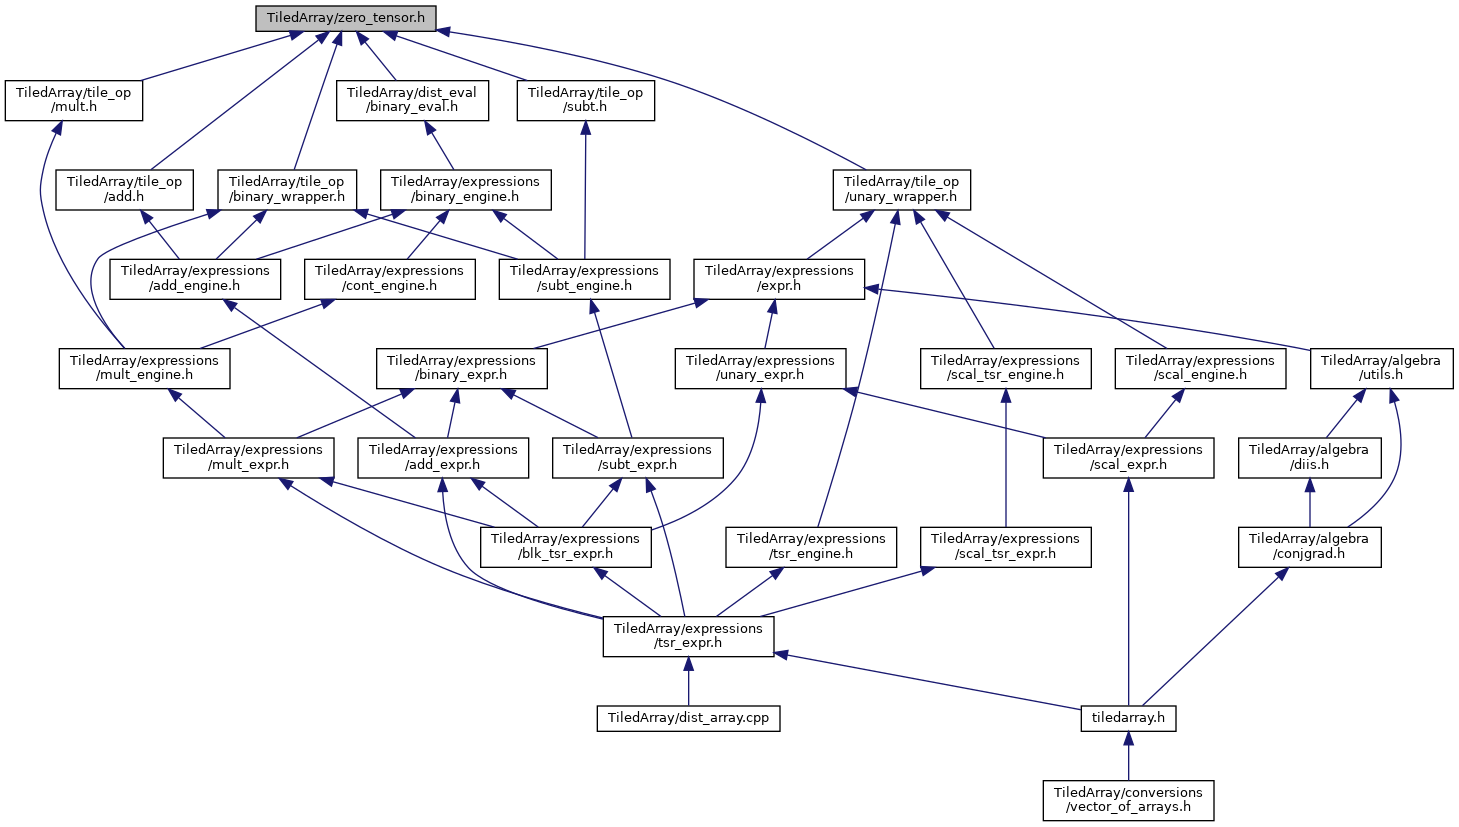 TiledArray/zero_tensor.h
TiledArray/tile_op
/mult.h
TiledArray/dist_eval
/binary_eval.h
TiledArray/tile_op
/subt.h
TiledArray/tile_op
/add.h
TiledArray/tile_op
/binary_wrapper.h
TiledArray/expressions
/binary_engine.h
TiledArray/tile_op
/unary_wrapper.h
TiledArray/expressions
/add_engine.h
TiledArray/expressions
/cont_engine.h
TiledArray/expressions
/subt_engine.h
TiledArray/expressions
/expr.h
TiledArray/expressions
/mult_engine.h
TiledArray/expressions
/binary_expr.h
TiledArray/expressions
/unary_expr.h
TiledArray/expressions
/scal_tsr_engine.h
TiledArray/expressions
/scal_engine.h
TiledArray/algebra
/utils.h
TiledArray/expressions
/mult_expr.h
TiledArray/expressions
/add_expr.h
TiledArray/expressions
/subt_expr.h
TiledArray/expressions
/scal_expr.h
TiledArray/algebra
/diis.h
TiledArray/expressions
/blk_tsr_expr.h
TiledArray/expressions
/tsr_engine.h
TiledArray/expressions
/scal_tsr_expr.h
TiledArray/algebra
/conjgrad.h
TiledArray/expressions
/tsr_expr.h
TiledArray/dist_array.cpp
tiledarray.h
TiledArray/conversions
/vector_of_arrays.h